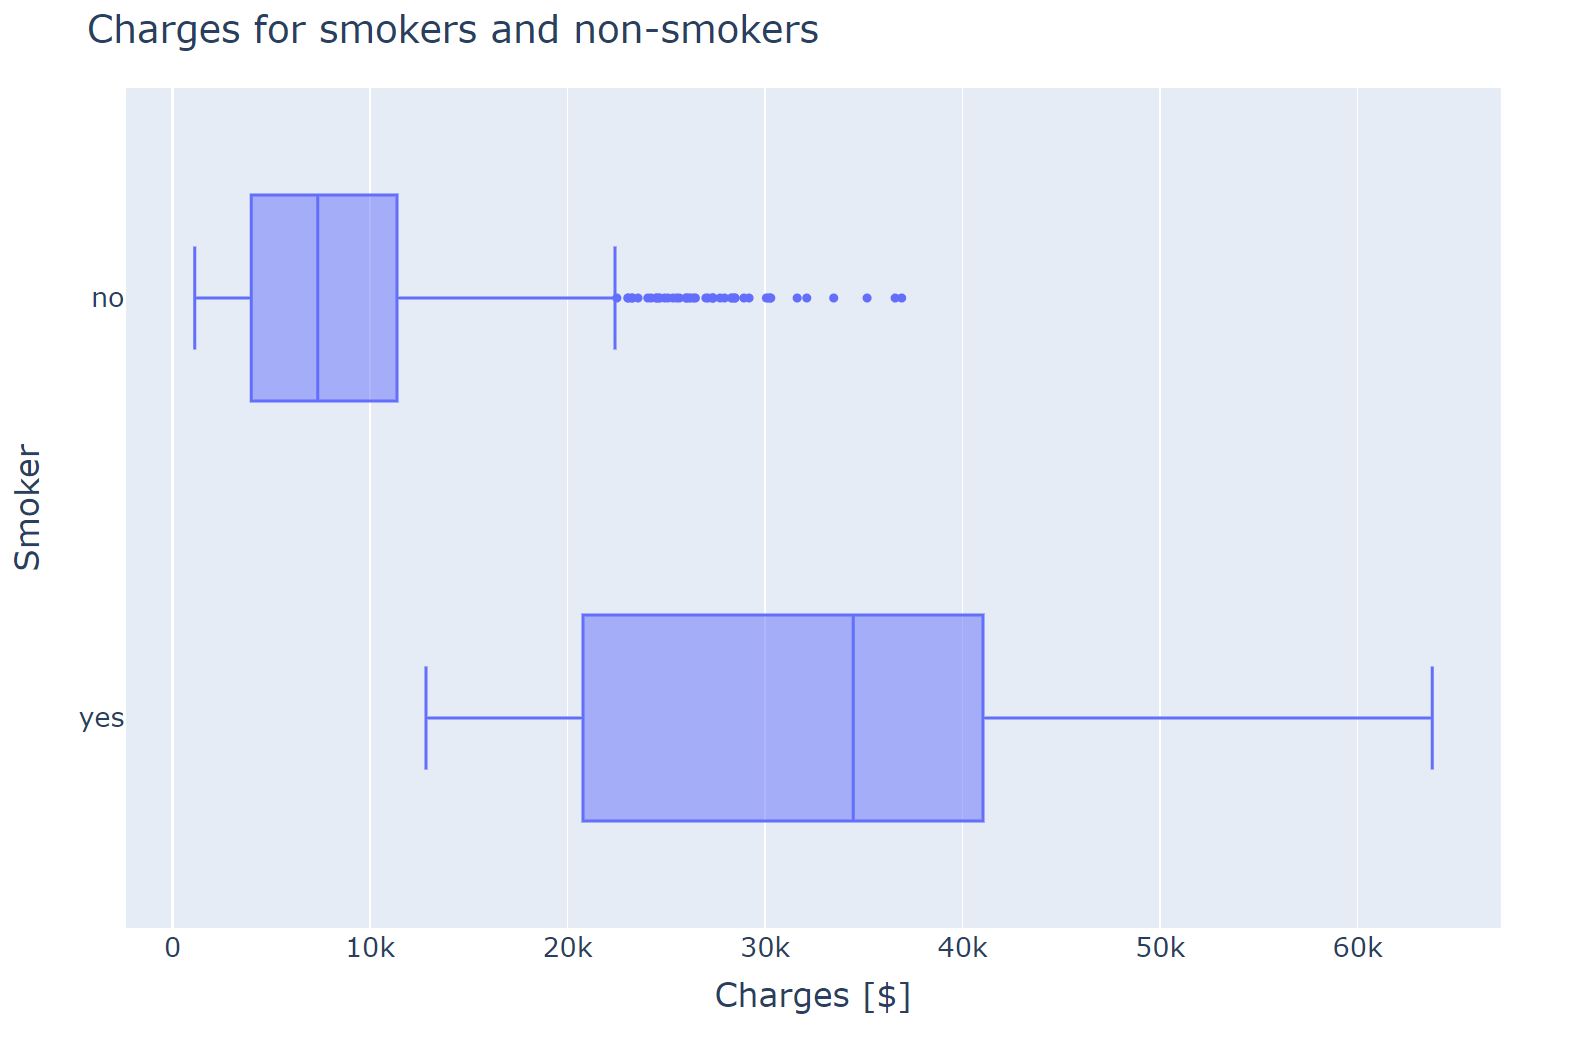 Charges for smokers and non-smokers
Smoker
no
yes
0 10k 20k 30k 40k 50k 60k
Charges [$]